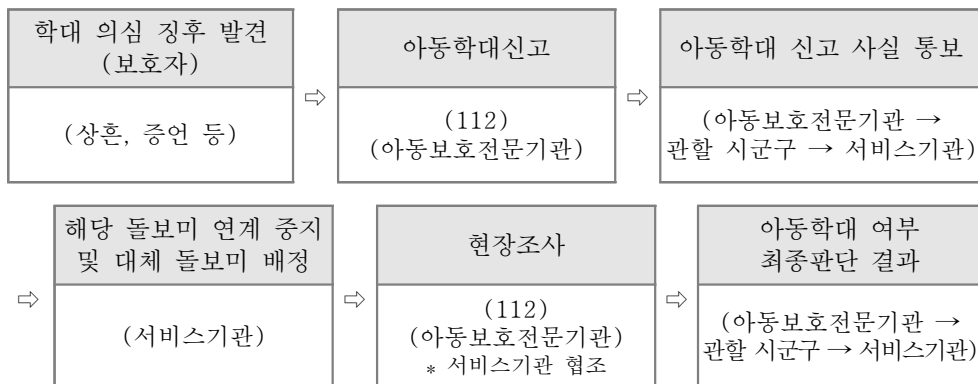 학대 의심 징후 발견
(보호자)
(상흔, 증언 등)
⇨
아동학대신고
(112)
(아동보호전문기관)
⇨
아동학대 신고 사실 통보
(아동보호전문기관 →
관할 시군구 → 서비스기관)
⇨
해당 돌보미 연계 중지
및 대체 돌보미 배정
(서비스기관)
⇨
현장조사
(112)
(아동보호전문기관)
* 서비스기관 협조
⇨
아동학대 여부
최종판단 결과
(아동보호전문기관 →
관할 시군구 → 서비스기관)